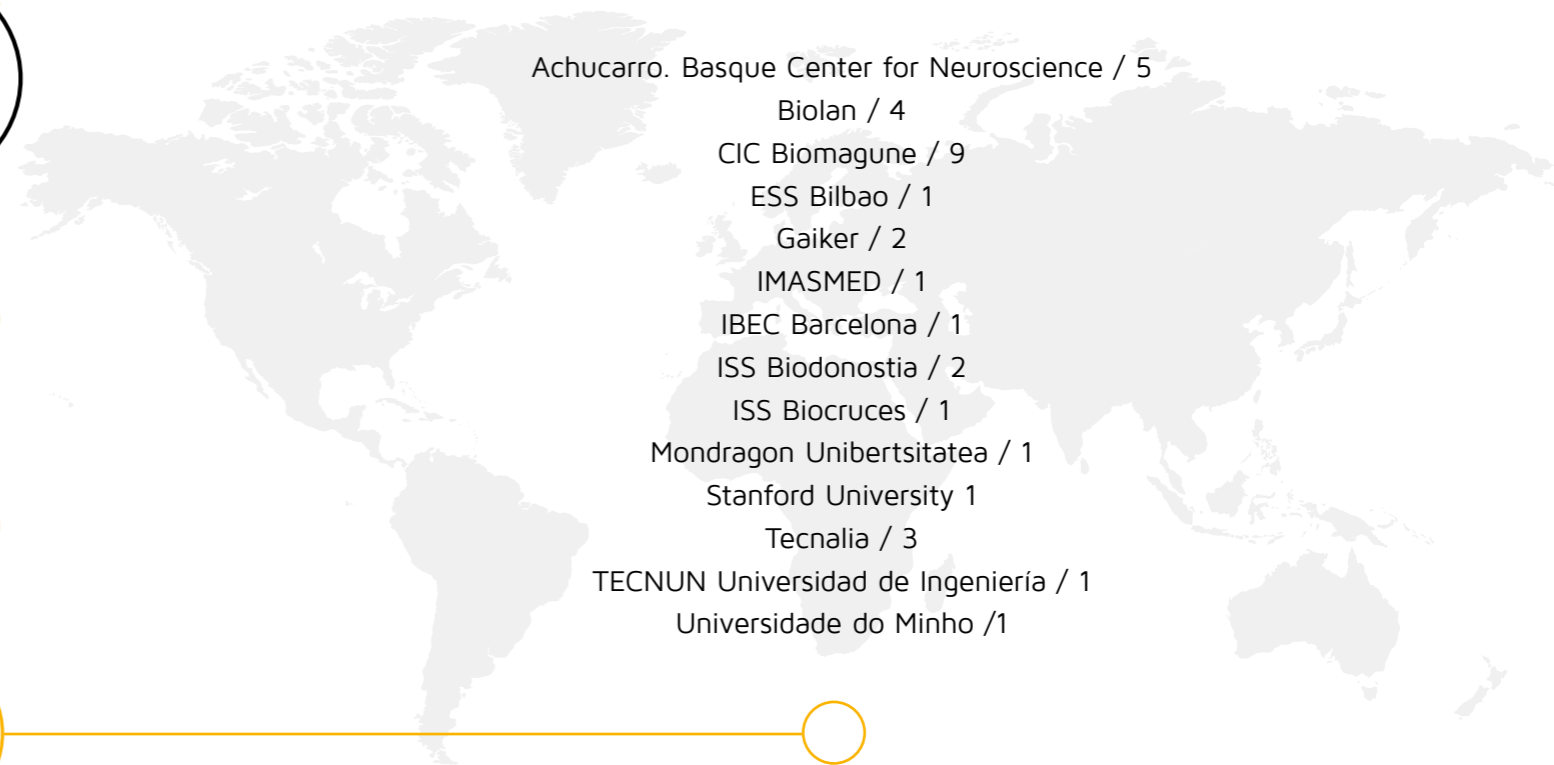 Achucarro. Basque Center for Neuroscience / 5
Biolan / 4
CIC Biomagune / 9
ESS Bilbao / 1
Gaiker / 2
IMASMED / 1
IBEC Barcelona / 1
ISS Biodonostia / 2
ISS Biocruces / 1
Mondragon Unibertsitatea / 1
Stanford University 1
Tecnalia / 3
TECNUN Universidad de Ingeniería / 1
Universidade do Minho /1